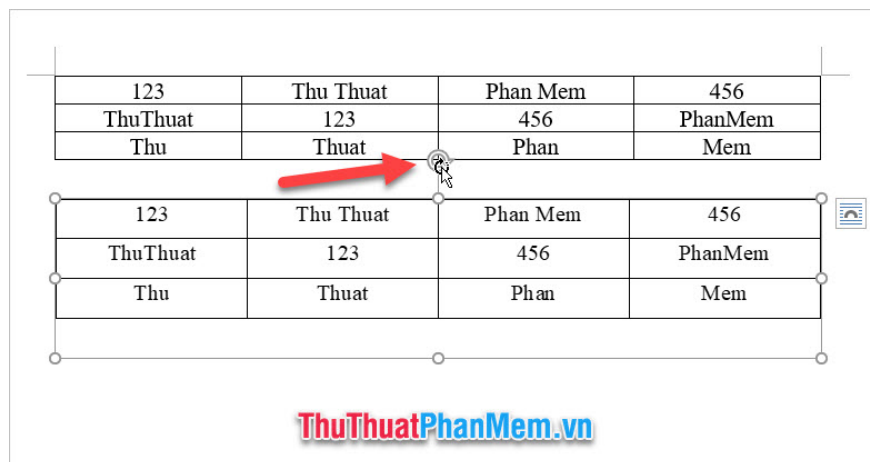 123 Thu Thuat Phan Mem 456
ThuThuat 123 456 PhanMem
Thu Thuat Phan Mem
123 Thu Thuat Phan Mem 456
ThuThuat 123 456 PhanMem
Thu Thuat Phan Mem
ThuThuatPhanMem.vn